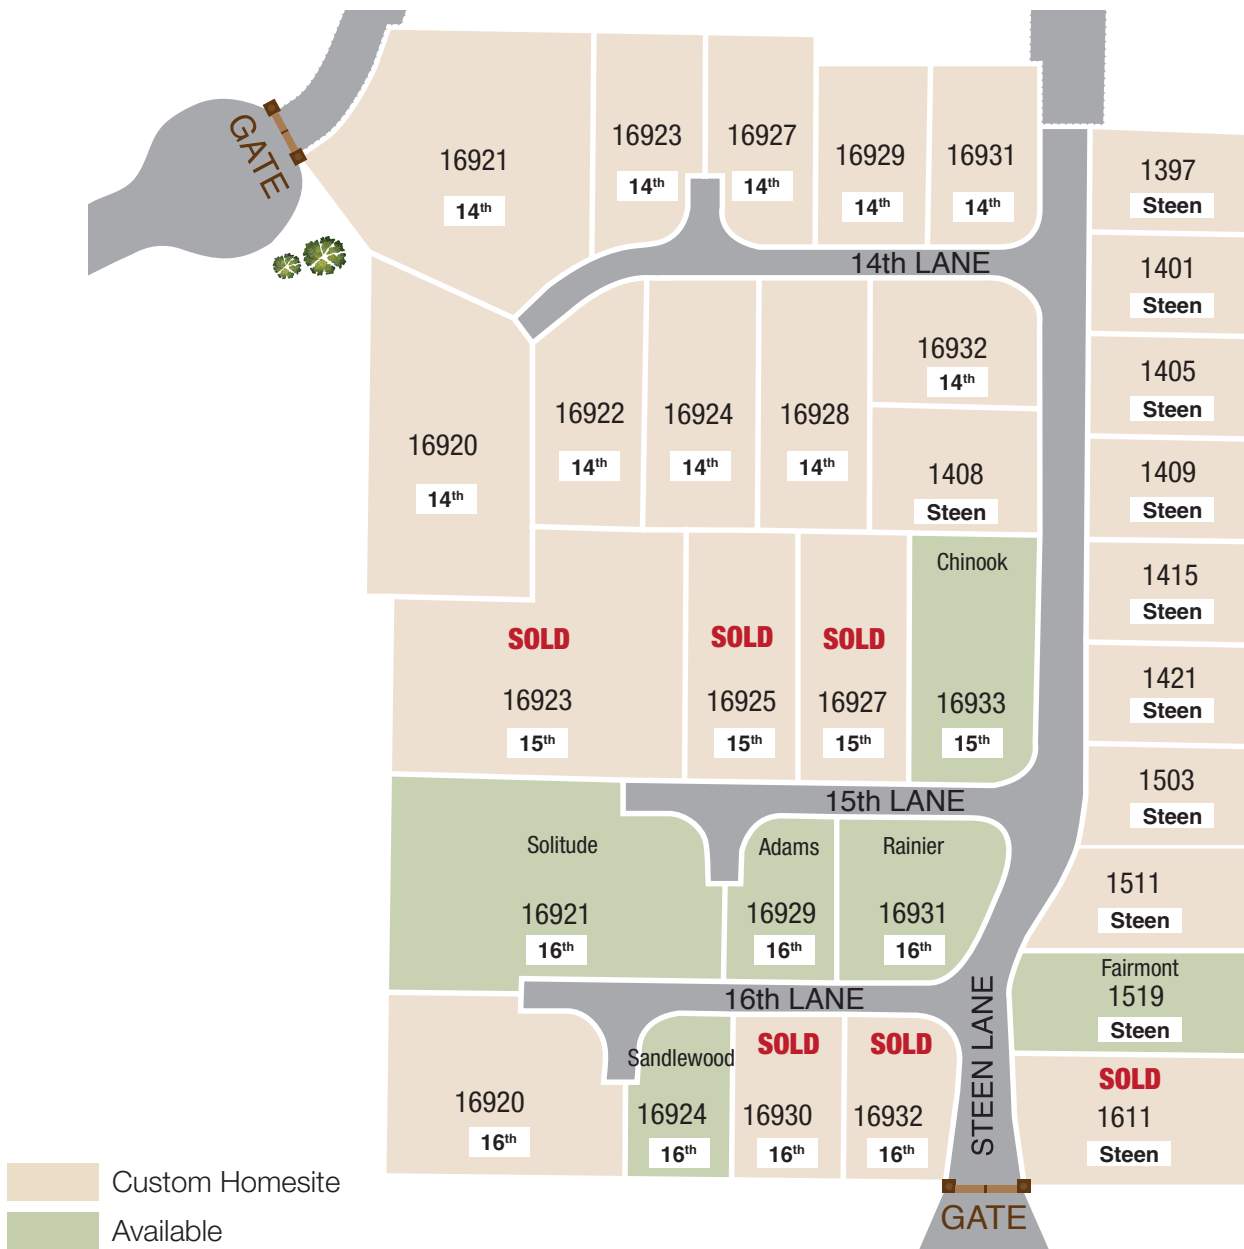 GATE
16921
14th
16923
14th
16927
14th
16929
14th
16931
14th
1397
Steen
14th LANE
1401
Steen
16920
14th
16922
14th
16924
14th
16928
14th
16932
14th
1408
Steen
1405
Steen
1409
Steen
SOLD
16923
15th
SOLD
16925
15th
SOLD
16927
15th
Chinook
16933
15th
1415
Steen
1421
Steen
15th LANE
1503
Steen
Solitude
16921
16th
Adams
16929
16th
Rainier
16931
16th
1511
Steen
16th LANE
STEEN LANE
Fairmont
1519
Steen
16920
16th
Sandlewood
16924
16th
SOLD
16930
16th
SOLD
16932
16th
SOLD
1611
Steen
GATE
Custom Homesite
Available